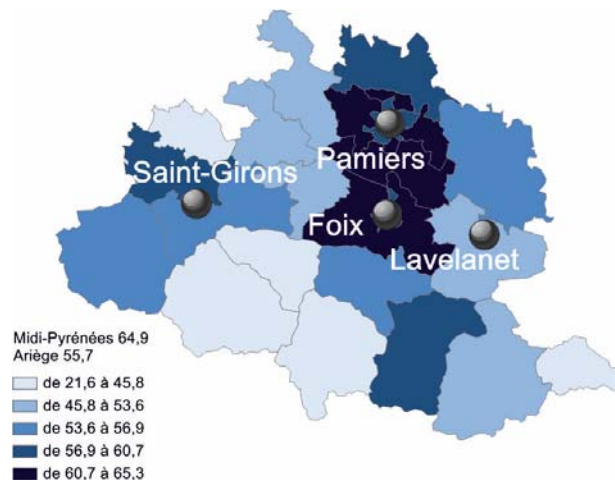 Pamiers
Saint-Girons
Foix
Lavelanet
Midi-Pyrénées 64,9
Ariège 55,7
de 21,6 à 45,8
de 45,8 à 53,6
de 53,6 à 56,9
de 56,9 à 60,7
de 60,7 à 65,3